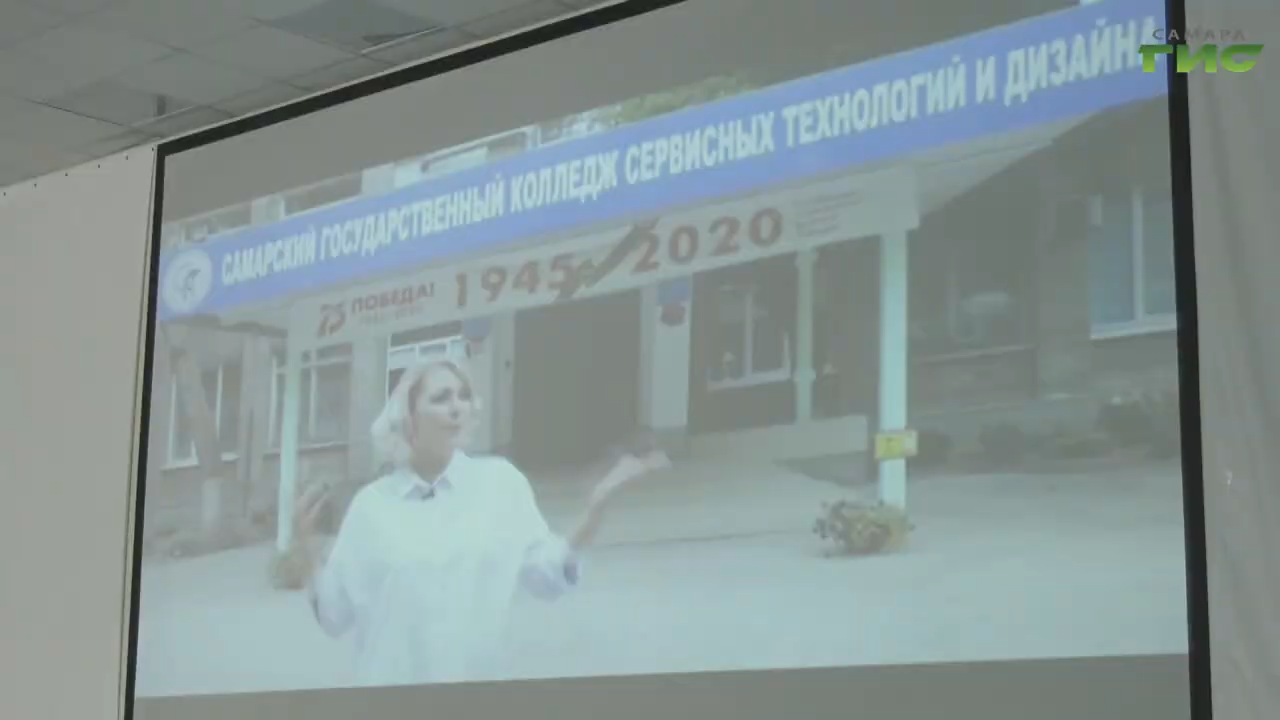 САМАРА
ГИС
САМАРСКИЙ ГОСУДАРСТВЕННЫЙ КОЛЛЕДЖ СЕРВИСНЫХ ТЕХНОЛОГИЙ И ДИЗАЙНА
75 ПОБЕДА! 1945 2020